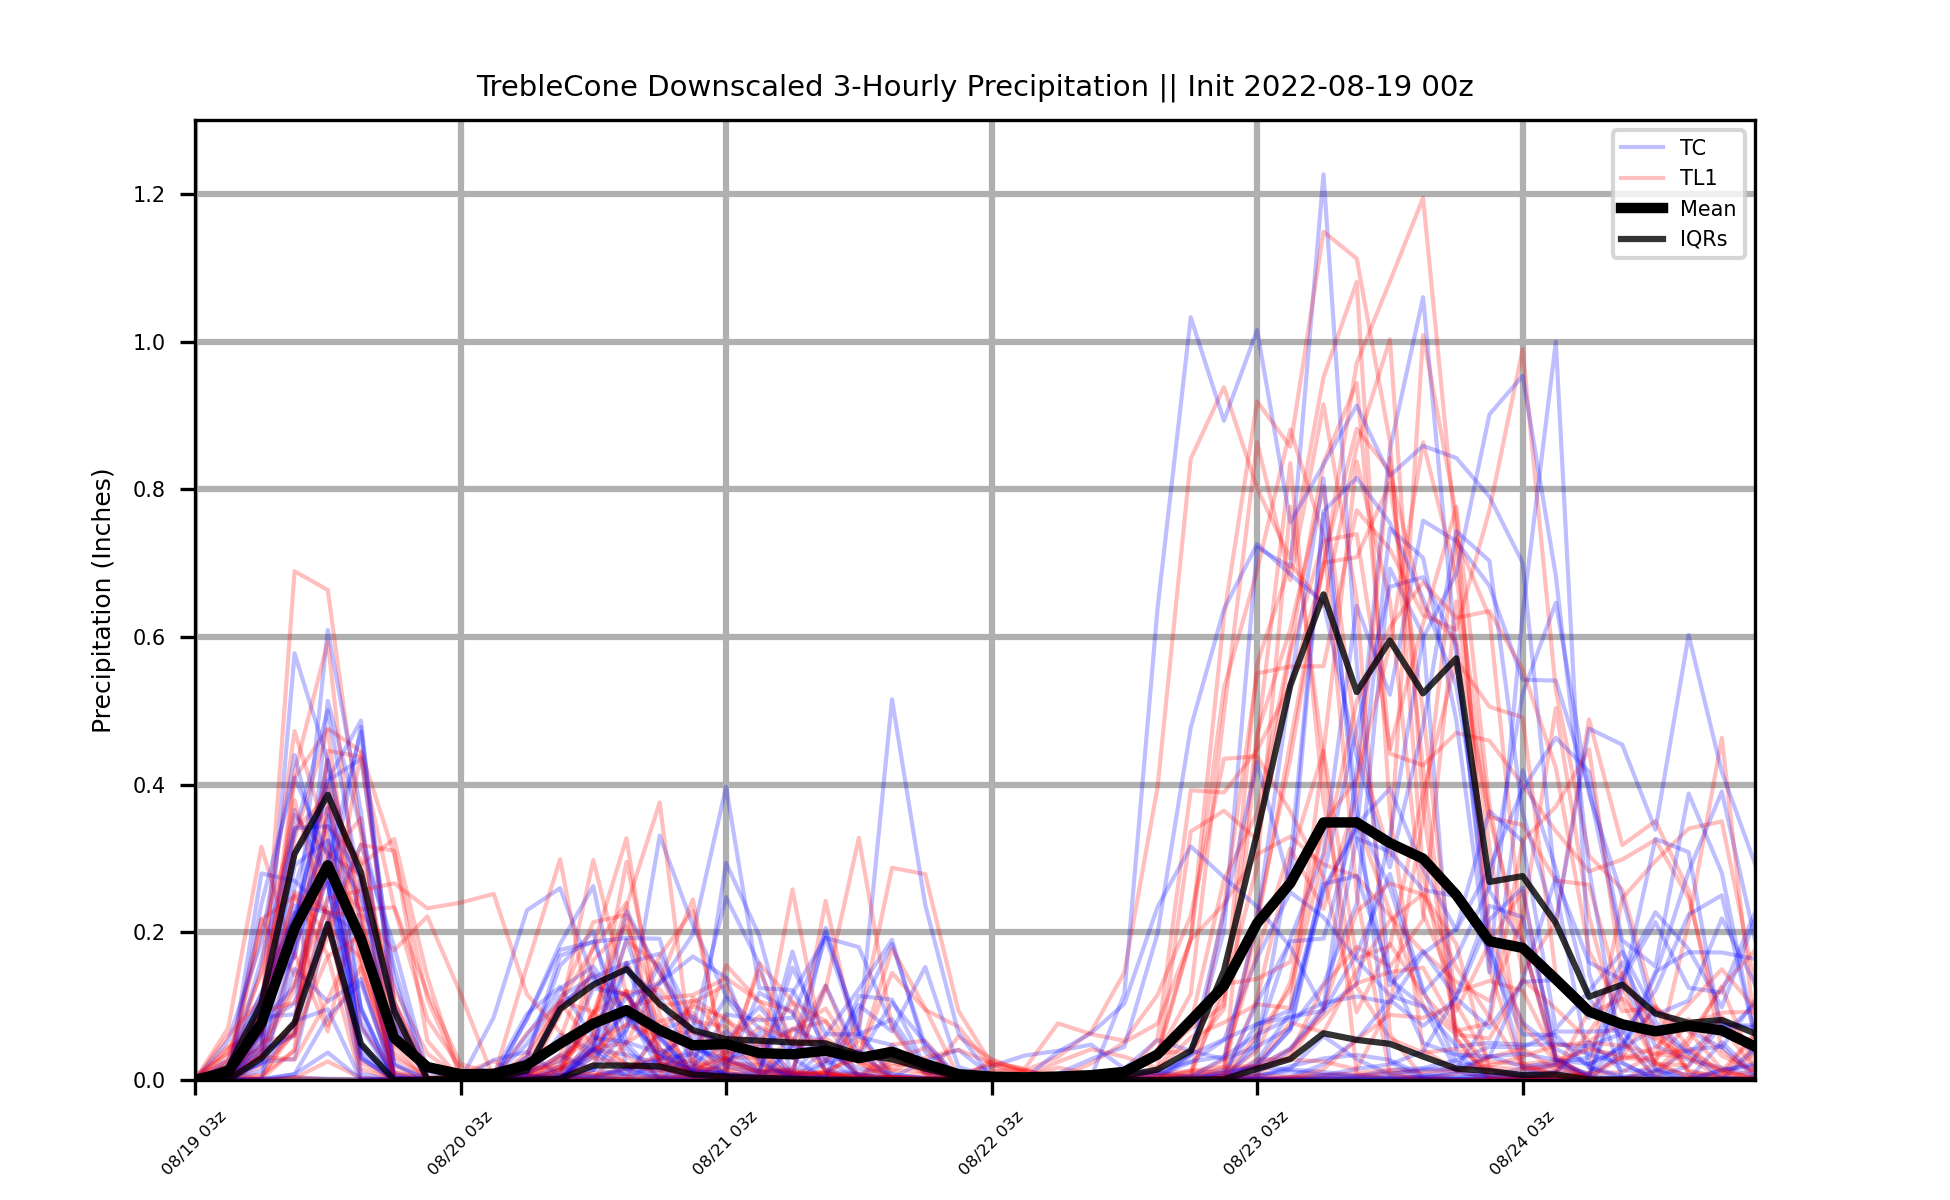 TrebleCone Downscaled 3-Hourly Precipitation || Init 2022-08-19 00z
TC
TL1
Mean
IQRs
Precipitation (Inches)
1.2
1.0
0.8
0.6
0.4
0.2
0.0
08/19 03z
08/20 03z
08/21 03z
08/22 03z
08/23 03z
08/24 03z